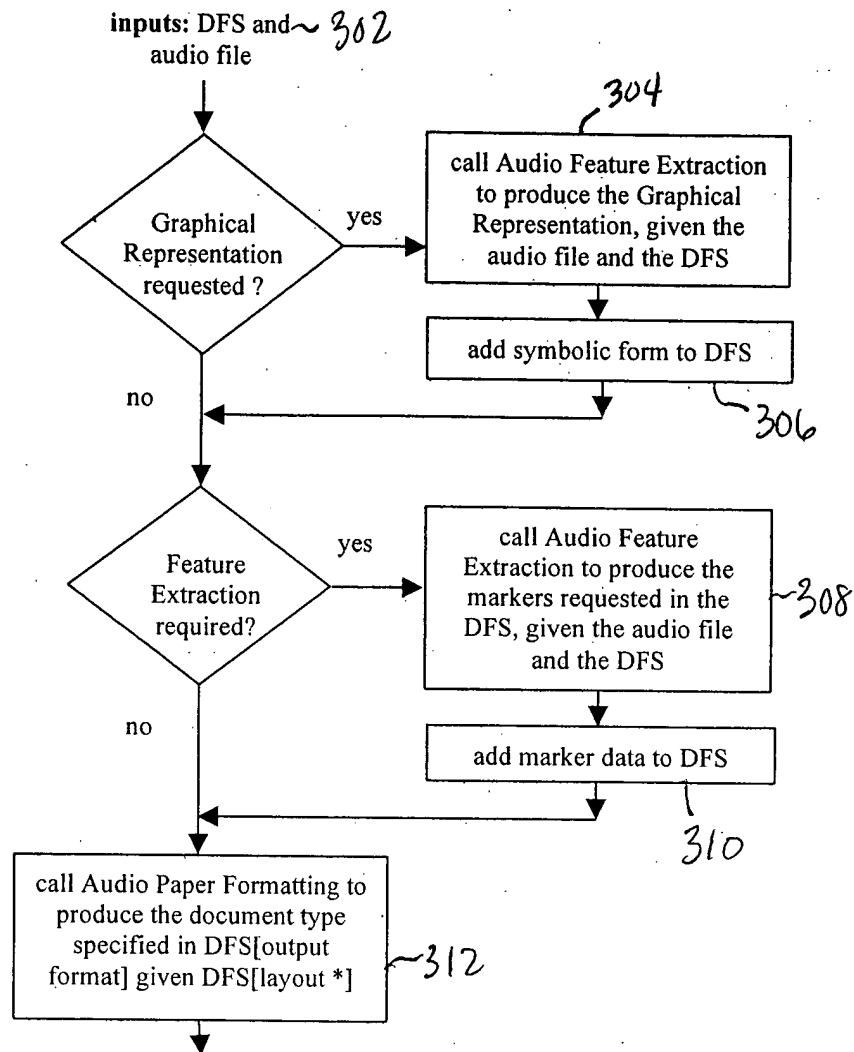 inputs: DFS and 302
audio file
304
call Audio Feature Extraction
to produce the Graphical
Representation, given the
audio file and the DFS
Graphical
Representation
requested ?
yes
add symbolic form to DFS
306
no
Feature
Extraction
required?
yes
call Audio Feature
Extraction to produce the
markers requested in the
DFS, given the audio file
and the DFS
308
no
add marker data to DFS
310
call Audio Paper Formatting to
produce the document type
specified in DFS[output
format] given DFS[layout *]
312